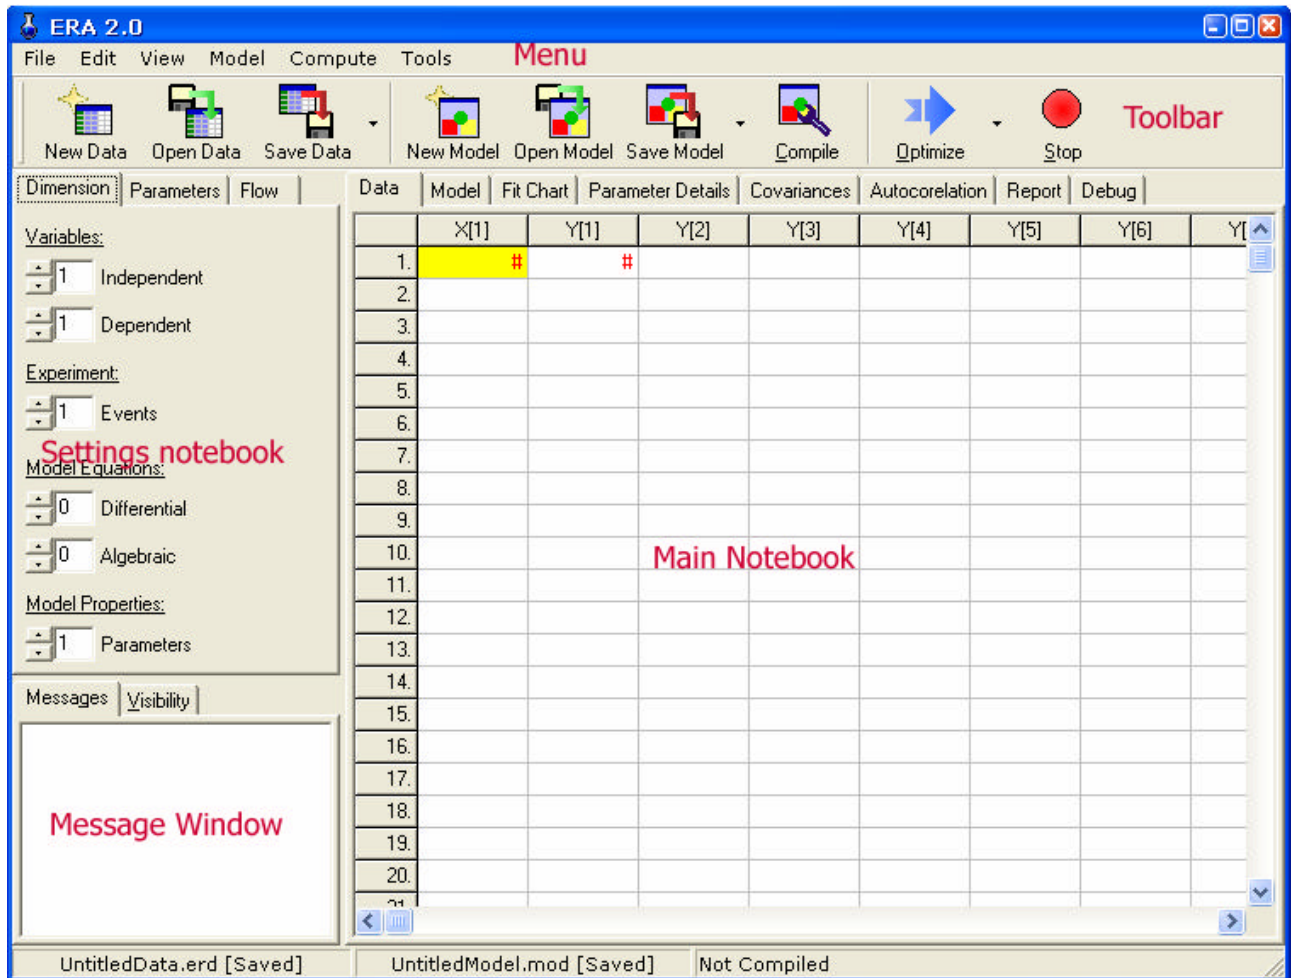 ERA 2.0
File Edit View Model Compute Tools Menu
New Data Open Data Save Data New Model Open Model Save Model Compile Optimize Stop Toolbar
Dimension Parameters Flow
Data Model Fit Chart Parameter Details Covariances Autocorelation Report Debug
X[1] Y[1] Y[2] Y[3] Y[4] Y[5] Y[6] Y[
Variables:
1 Independent
1 Dependent
Experiment:
1 Events
Settings notebook
Model Equations:
0 Differential
0 Algebraic
Model Properties:
1 Parameters
Messages Visibility
Message Window
1. # #
2.
3.
4.
5.
6.
7.
8.
9.
10.
Main Notebook
11.
12.
13.
14.
15.
16.
17.
18.
19.
20.
21.
UntitledData.erd [Saved] UntitledModel.mod [Saved] Not Compiled